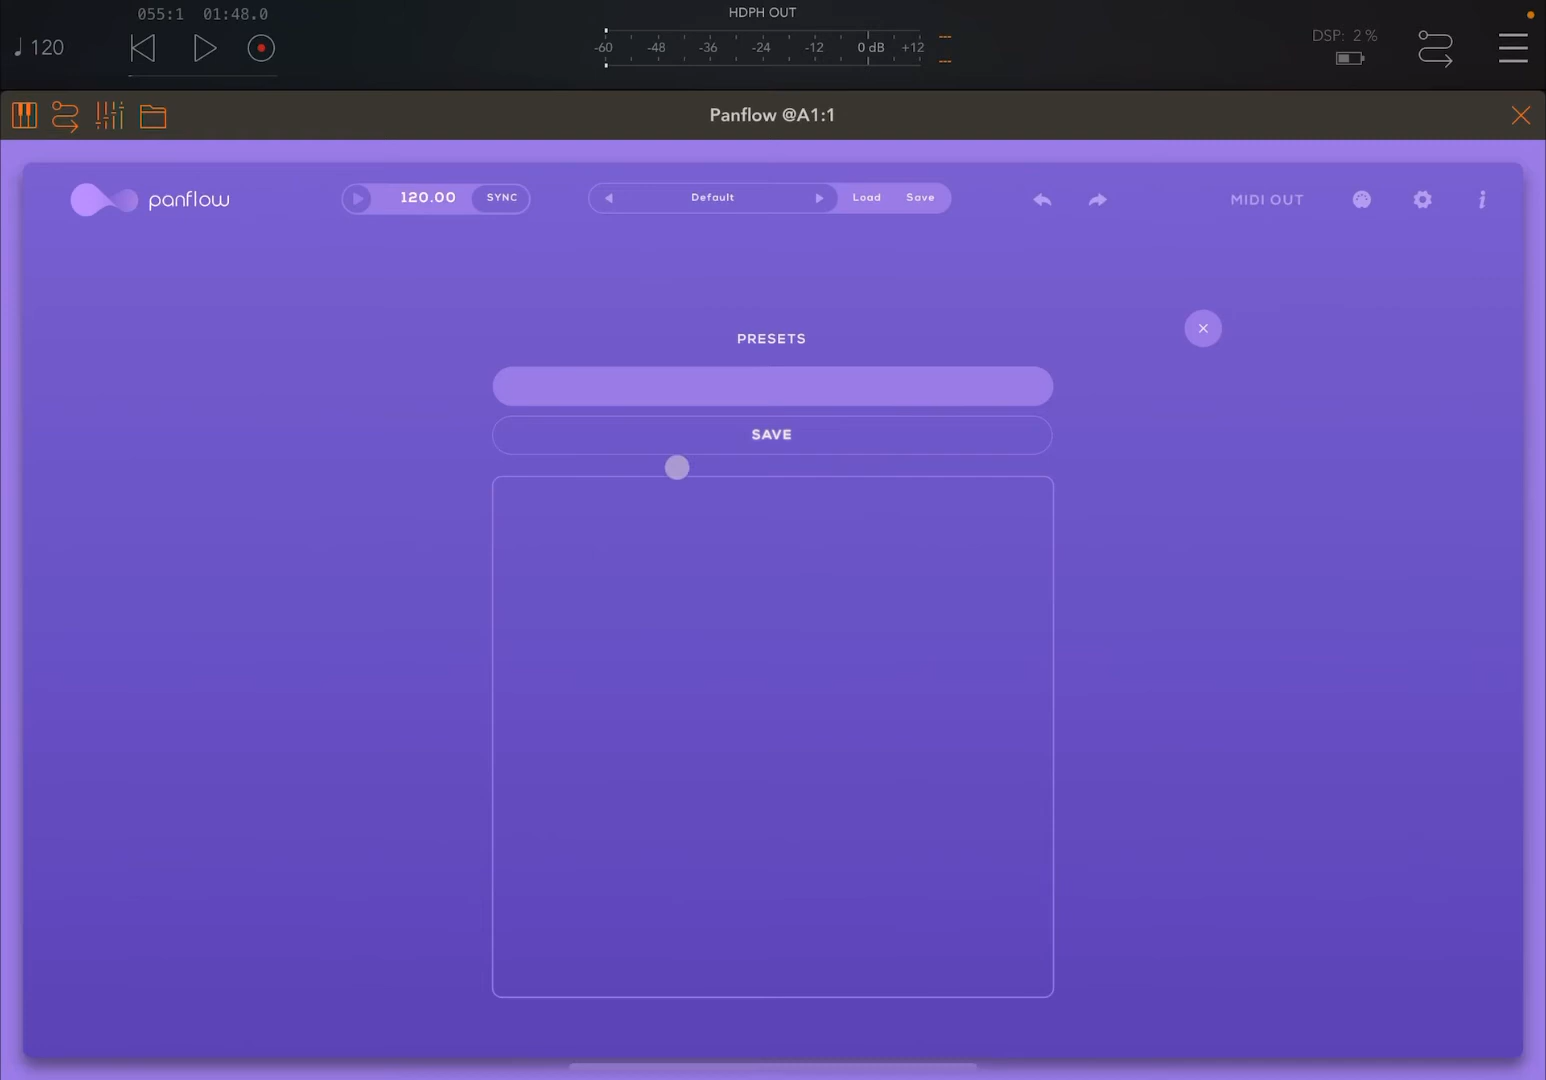 055:1 01:48.0
HDPH OUT
120
-60 -48 -36 -24 -12 0 dB +12
DSP: 2 %
Panflow @A1:1
panflow
120.00 SYNC
Default
Load Save
MIDI OUT
i
PRESETS
SAVE